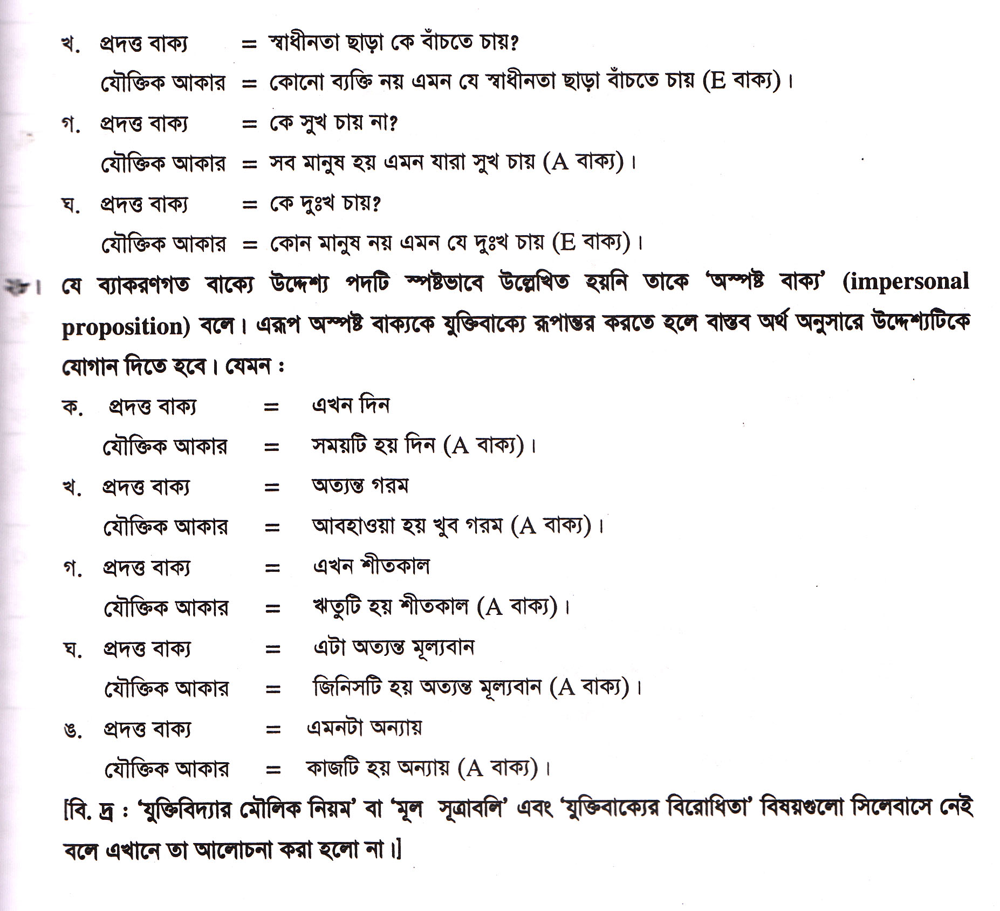 খ. প্রদত্ত বাক্য = স্বাধীনতা ছাড়া কে বাঁচতে চায়?
যৌক্তিক আকার = কোনো ব্যক্তি নয় এমন যে স্বাধীনতা ছাড়া বাঁচতে চায় (E বাক্য)।
গ. প্রদত্ত বাক্য = কে সুখ চায় না?
যৌক্তিক আকার = সব মানুষ হয় এমন যারা সুখ চায় (A বাক্য)।
ঘ. প্রদত্ত বাক্য = কে দুঃখ চায়?
যৌক্তিক আকার = কোন মানুষ নয় এমন যে দুঃখ চায় (E বাক্য)।
যে ব্যাকরণগত বাক্যে উদ্দেশ্য পদটি স্পষ্টভাবে উল্লেখিত হয়নি তাকে ‘অস্পষ্ট বাক্য’ (impersonal
proposition) বলে। এরূপ অস্পষ্ট বাক্যকে যুক্তিবাক্যে রূপান্তর করতে হলে বাস্তব অর্থ অনুসারে উদ্দেশ্যটিকে
যোগান দিতে হবে। যেমন :
ক. প্রদত্ত বাক্য = এখন দিন
যৌক্তিক আকার = সময়টি হয় দিন (A বাক্য)।
খ. প্রদত্ত বাক্য = অত্যন্ত গরম
যৌক্তিক আকার = আবহাওয়া হয় খুব গরম (A বাক্য)।
গ. প্রদত্ত বাক্য = এখন শীতকাল
যৌক্তিক আকার = ঋতুটি হয় শীতকাল (A বাক্য)।
ঘ. প্রদত্ত বাক্য = এটা অত্যন্ত মূল্যবান
যৌক্তিক আকার = জিনিসটি হয় অত্যন্ত মূল্যবান (A বাক্য)।
ঙ. প্রদত্ত বাক্য = এমনটা অন্যায়
যৌক্তিক আকার = কাজটি হয় অন্যায় (A বাক্য)।
[বি. দ্র : ‘যুক্তিবিদ্যার মৌলিক নিয়ম’ বা ‘মূল সূত্রাবলি’ এবং ‘যুক্তিবাক্যের বিরোধিতা’ বিষয়গুলো সিলেবাসে নেই
বলে এখানে তা আলোচনা করা হলো না।]